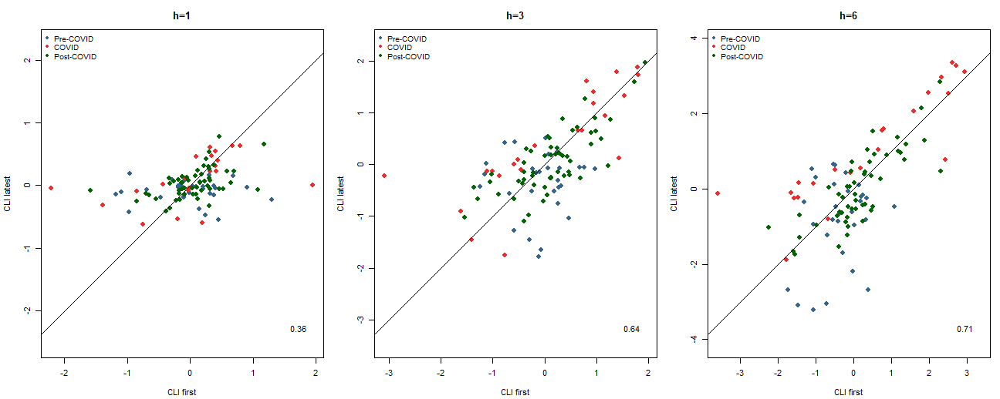 h=1
Pre-COVID
COVID
Post-COVID
CLI latest
2
1
0
-1
-2
0.36
-2 -1 0 1 2
CLI first
h=3
Pre-COVID
COVID
Post-COVID
CLI latest
2
1
0
-1
-2
-3
0.64
-3 -2 -1 0 1 2
CLI first
h=6
Pre-COVID
COVID
Post-COVID
CLI latest
4
2
0
-2
-4
0.71
-3 -2 -1 0 1 2 3
CLI first